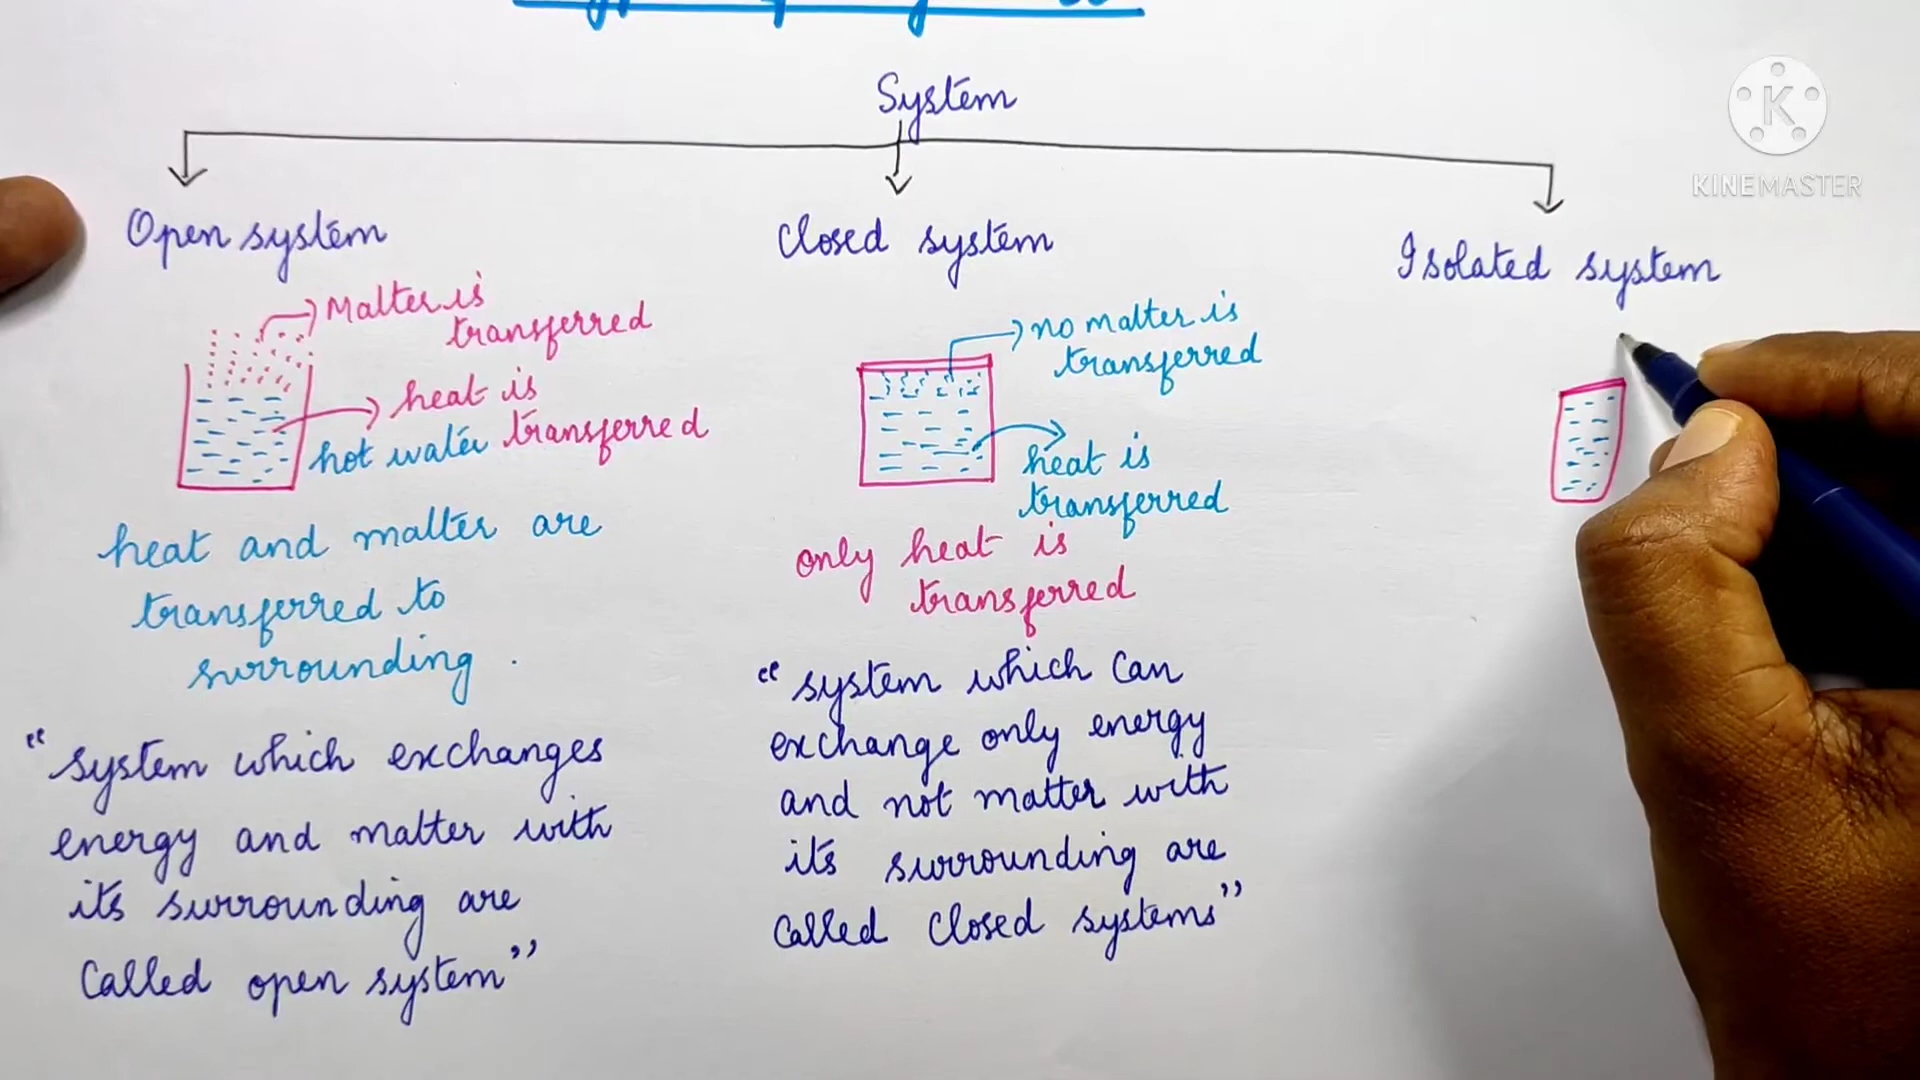 System
Open system
Matter is
transferred
heat is
transferred
hot water
heat and matter are
transferred to
surrounding.
"system which exchanges
energy and matter with
its surrounding are
called open system"
Closed system
no matter is
transferred
heat is
transferred
only heat is
transferred
"system which can
exchange only energy
and not matter with
its surrounding are
called closed systems"
Isolated system
K
KINEMASTER